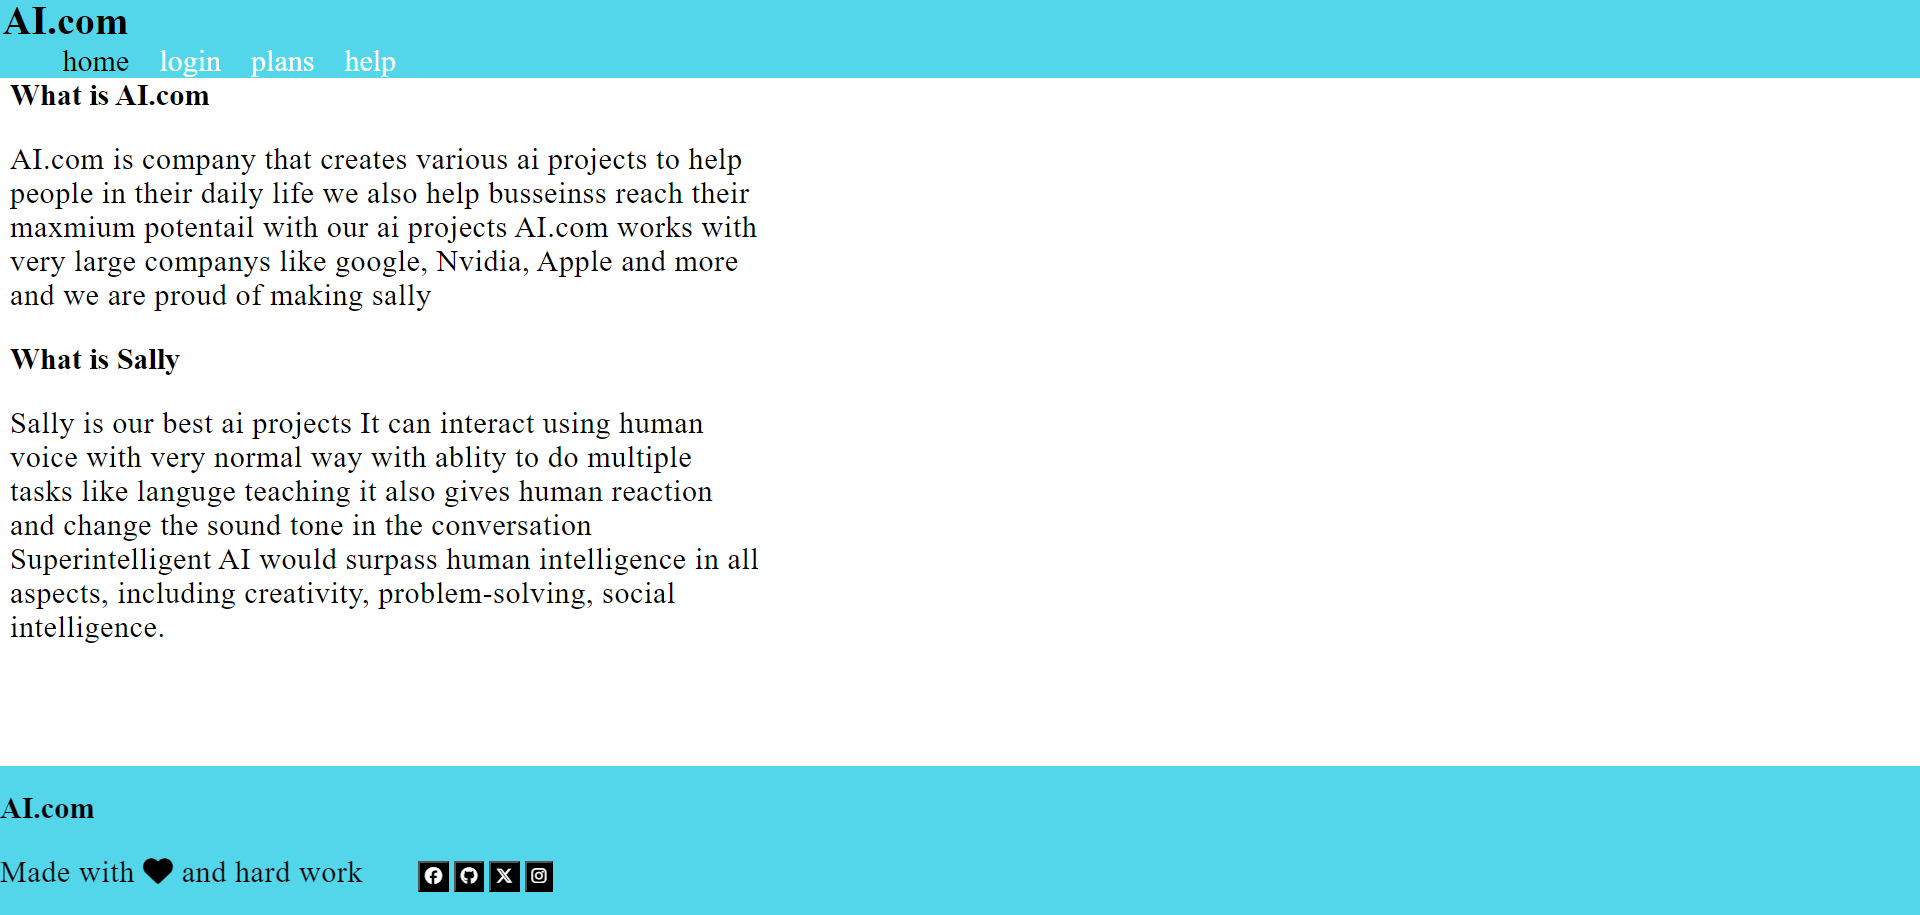 AI.com
home login plans help
What is AI.com
AI.com is company that creates various ai projects to help
people in their daily life we also help busseinss reach their
maxmium potentail with our ai projects AI.com works with
very large companys like google, Nvidia, Apple and more
and we are proud of making sally
What is Sally
Sally is our best ai projects It can interact using human
voice with very normal way with ablity to do multiple
tasks like languge teaching it also gives human reaction
and change the sound tone in the conversation
Superintelligent AI would surpass human intelligence in all
aspects, including creativity, problem-solving, social
intelligence.
AI.com
Made with and hard work